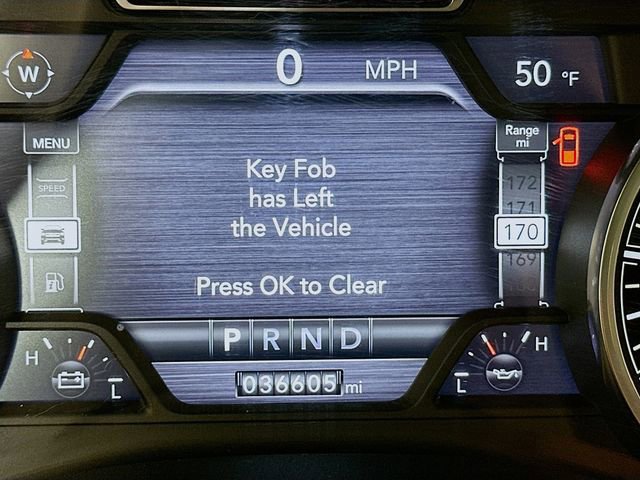 W
0 MPH
50 °F
MENU
Range
mi
SPEED
172
171
170
169
Key Fob
has Left
the Vehicle
Press OK to Clear
P R N D
H
L
036605 mi
L
H